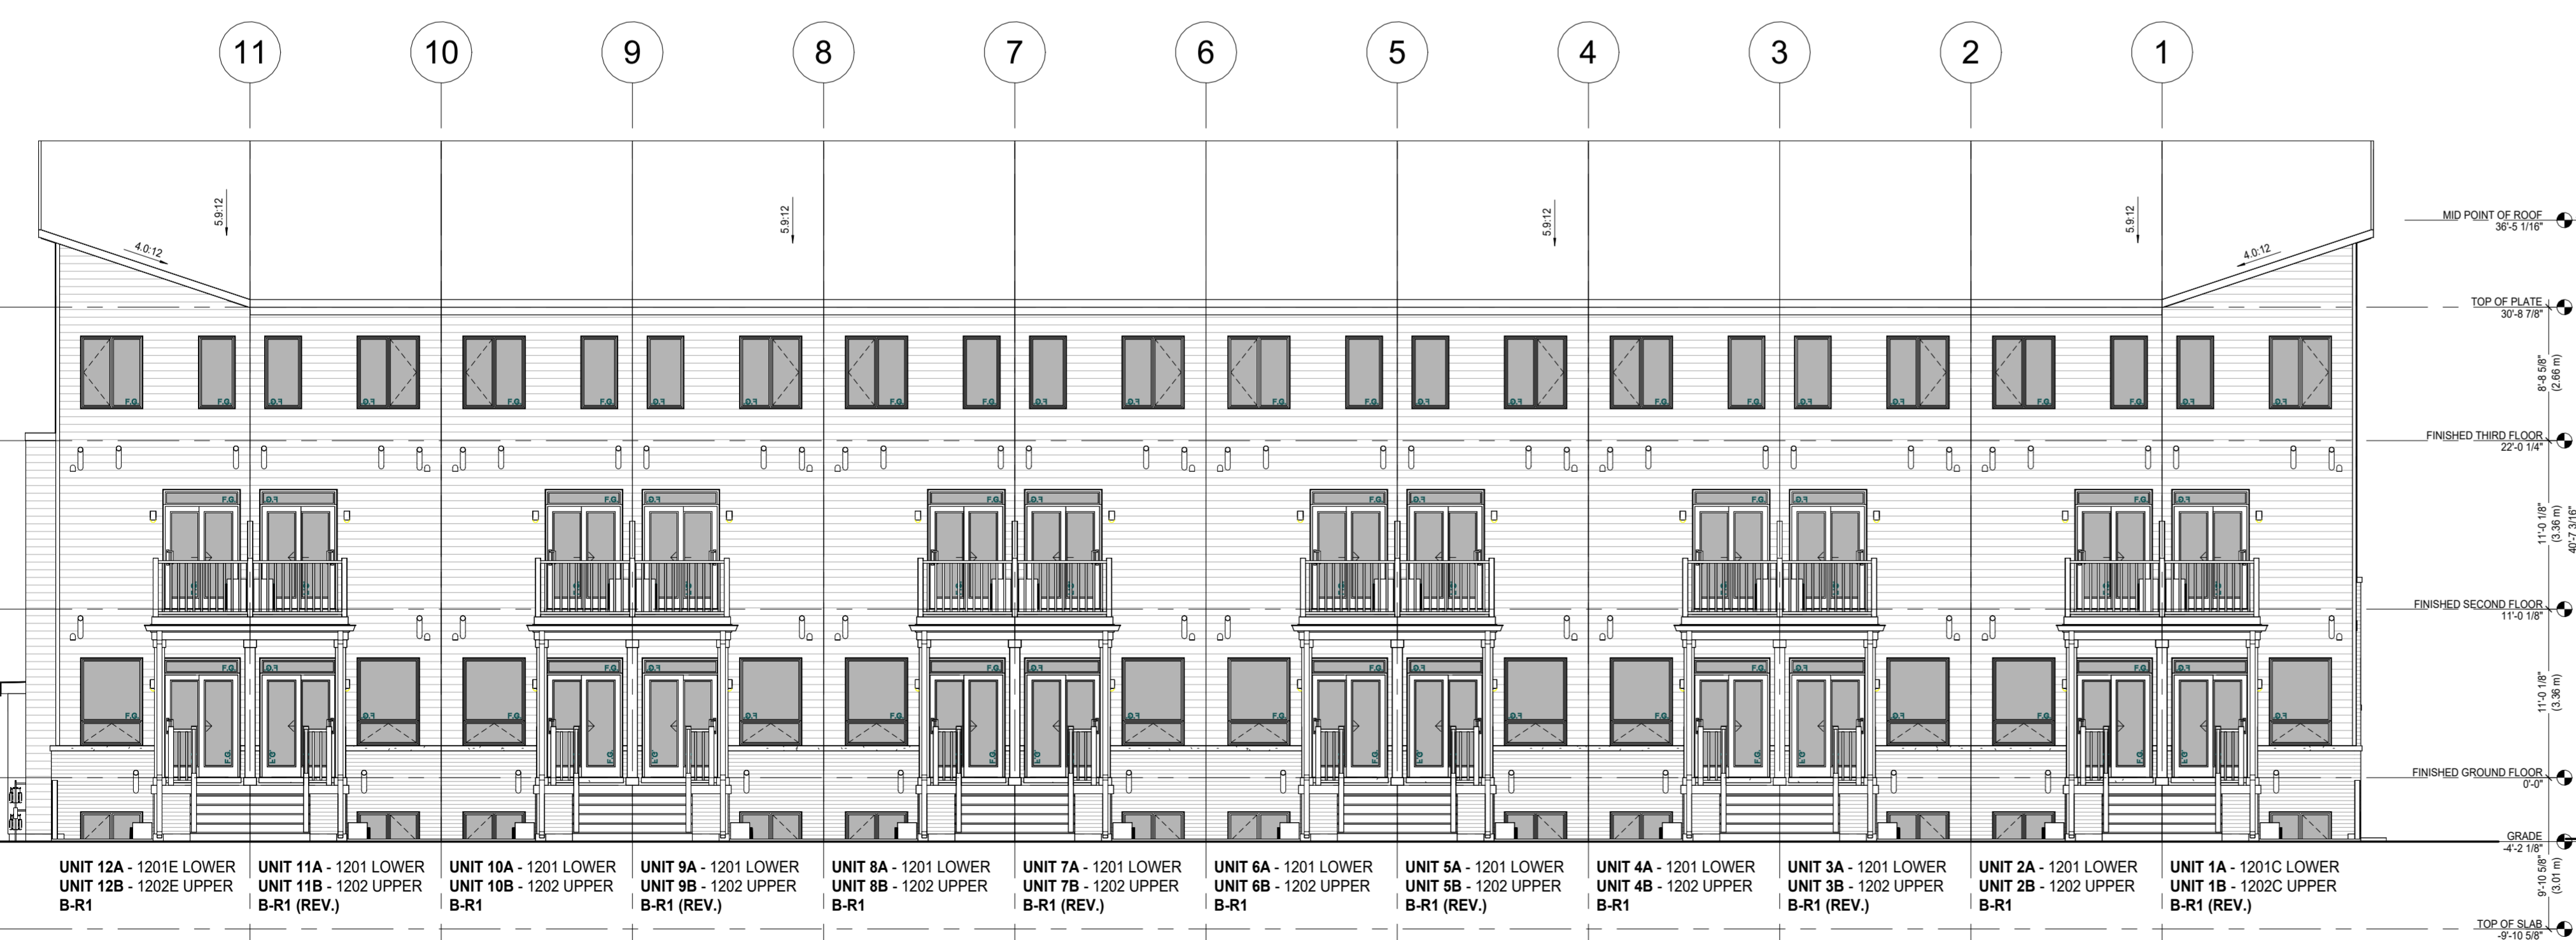 11 10 9 8 7 6 5 4 3 2 1
5.9:12 5.9:12 5.9:12 5.9:12
MID POINT OF ROOF
36'-5 1/16"
4.0:12 4.0:12
TOP OF PLATE
30'-8 7/8"
8'-8 5/8"
(2.66 m)
F.G. F.G. F.G. F.G. F.G. F.G. F.G. F.G. F.G. F.G. F.G. F.G. F.G. F.G. F.G. F.G. F.G. F.G. F.G. F.G. F.G. F.G. F.G. F.G.
FINISHED THIRD FLOOR
22'-0 1/4"
F.G. F.G. F.G. F.G. F.G. F.G. F.G. F.G. F.G. F.G. F.G. F.G.
11'-0 1/8"
(3.36 m)
40'-7 3/16"
FINISHED SECOND FLOOR
11'-0 1/8"
F.G. F.G. F.G. F.G. F.G. F.G. F.G. F.G. F.G. F.G. F.G. F.G.
11'-0 1/8"
(3.36 m)
F.G. F.G. F.G. F.G. F.G. F.G. F.G. F.G. F.G. F.G. F.G. F.G.
F.G. F.G. F.G. F.G. F.G. F.G. F.G. F.G. F.G. F.G. F.G. F.G.
FINISHED GROUND FLOOR
0'-0"
GRADE
-4'-2 1/8"
UNIT 12A - 1201E LOWER
UNIT 12B - 1202E UPPER
B-R1
UNIT 11A - 1201 LOWER
UNIT 11B - 1202 UPPER
B-R1 (REV.)
UNIT 10A - 1201 LOWER
UNIT 10B - 1202 UPPER
B-R1
UNIT 9A - 1201 LOWER
UNIT 9B - 1202 UPPER
B-R1 (REV.)
UNIT 8A - 1201 LOWER
UNIT 8B - 1202 UPPER
B-R1
UNIT 7A - 1201 LOWER
UNIT 7B - 1202 UPPER
B-R1 (REV.)
UNIT 6A - 1201 LOWER
UNIT 6B - 1202 UPPER
B-R1
UNIT 5A - 1201 LOWER
UNIT 5B - 1202 UPPER
B-R1 (REV.)
UNIT 4A - 1201 LOWER
UNIT 4B - 1202 UPPER
B-R1
UNIT 3A - 1201 LOWER
UNIT 3B - 1202 UPPER
B-R1 (REV.)
UNIT 2A - 1201 LOWER
UNIT 2B - 1202 UPPER
B-R1
UNIT 1A - 1201C LOWER
UNIT 1B - 1202C UPPER
B-R1 (REV.)
9'-10 5/8"
(3.01 m)
TOP OF SLAB
-9'-10 5/8"